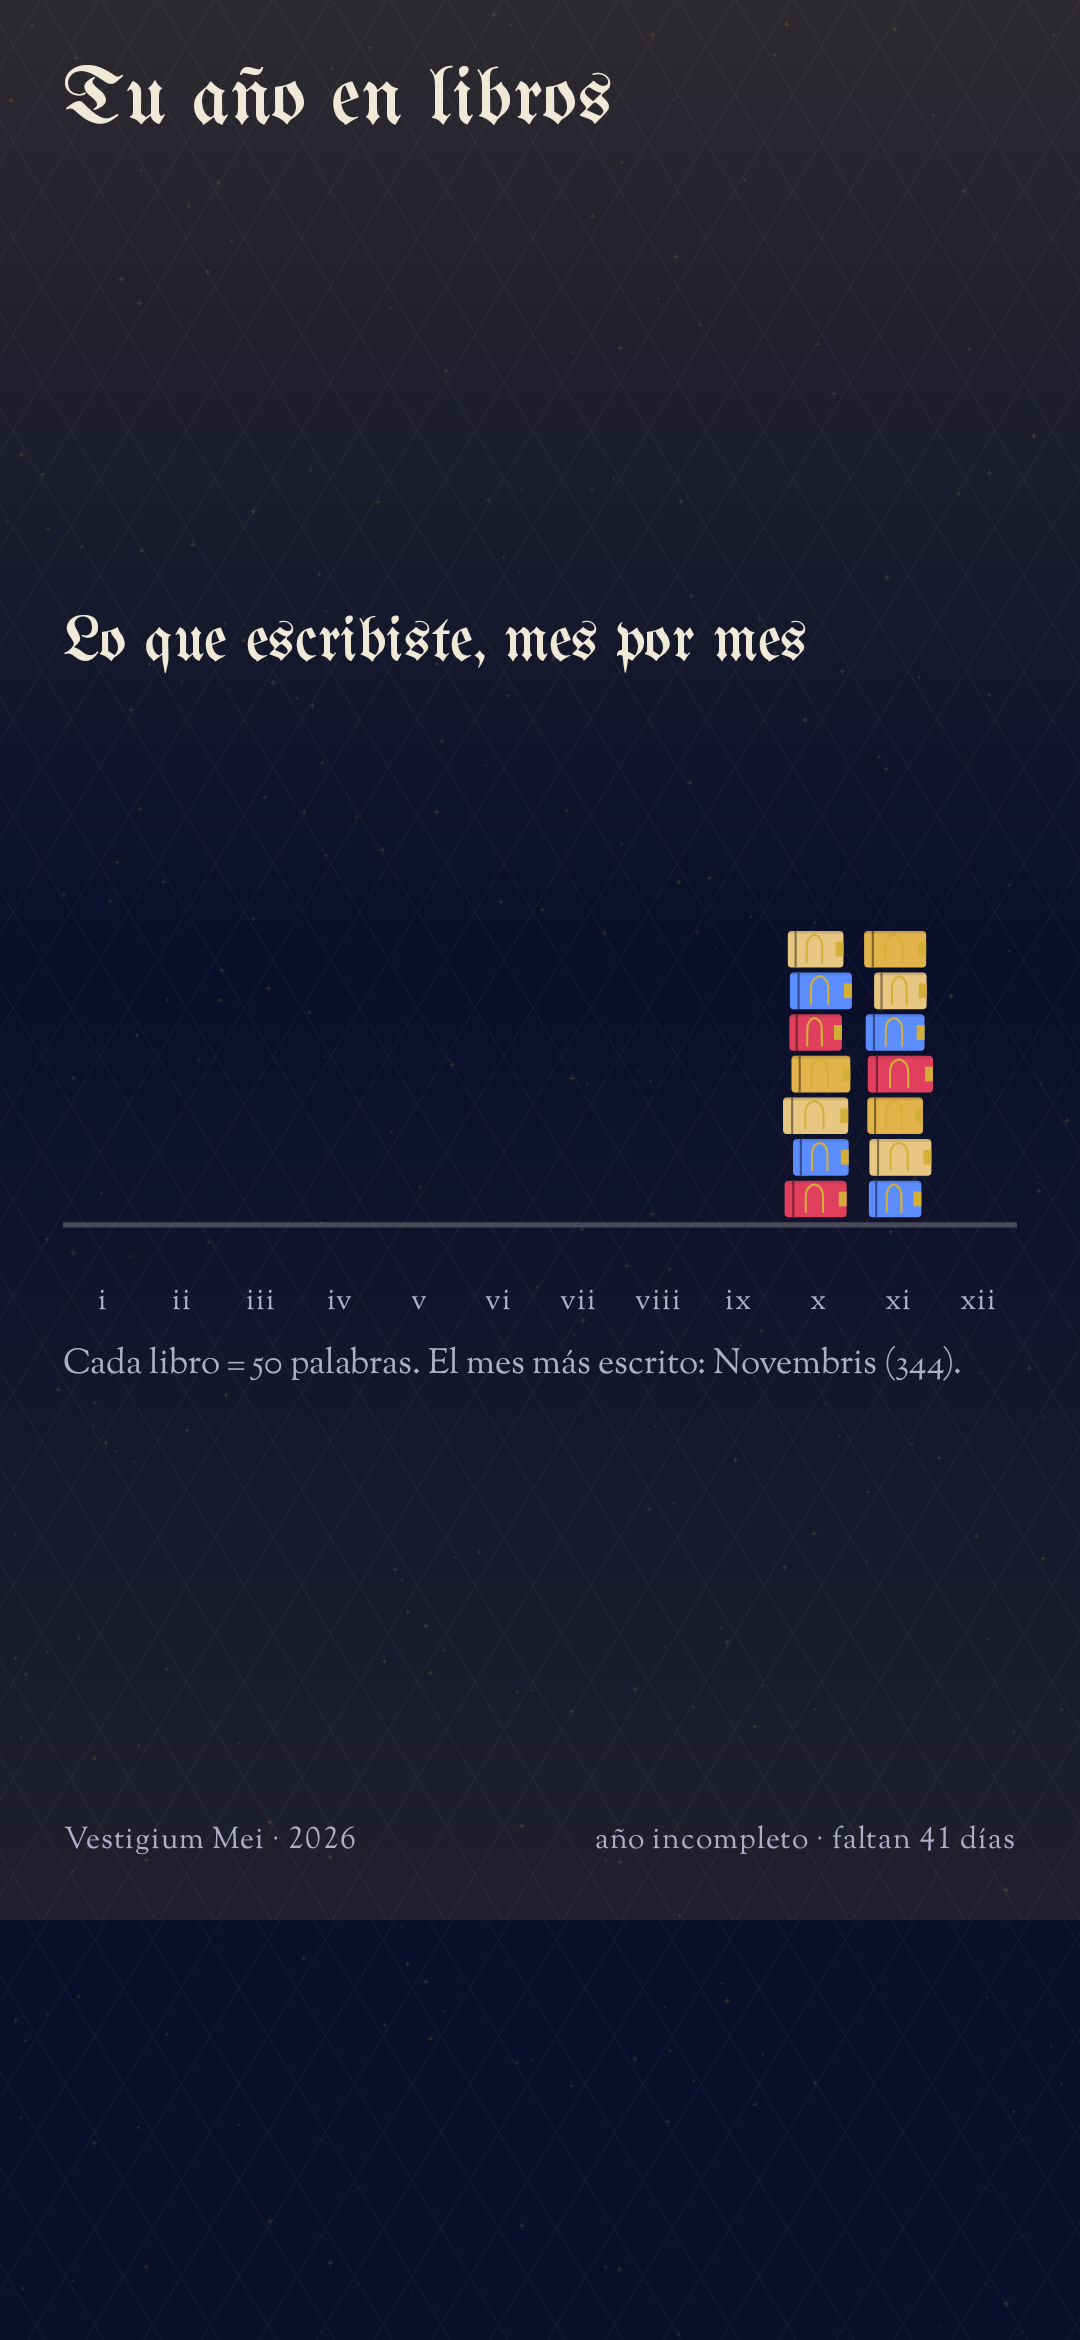 Tu año en libros
Lo que escribiste, mes por mes
i ii iii iv v vi vii viii ix x xi xii
Cada libro = 50 palabras. El mes más escrito: Novembris (344).
Vestigium Mei · 2026 año incompleto · faltan 41 días